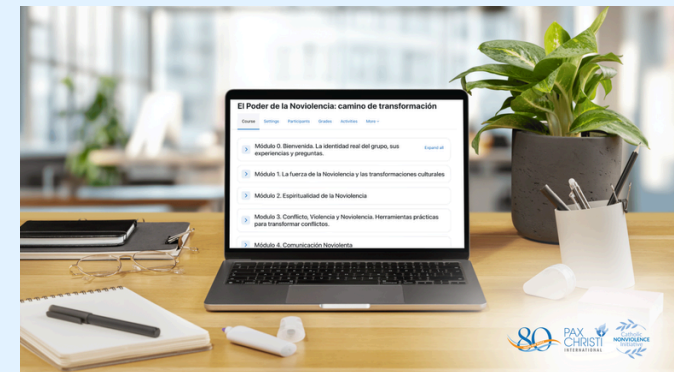 El Poder de la Noviolencia: camino de transformación
Course Settings Participants Grades Activities More
Módulo 0. Bienvenida. La identidad real del grupo, sus Expand all
experiencias y preguntas.
Módulo 1. La fuerza de la Noviolencia y las transformaciones culturales
Módulo 2. Espiritualidad de la Noviolencia
Módulo 3. Conflicto, Violencia y Noviolencia. Herramientas prácticas
para transformar conflictos.
Módulo 4. Comunicación Noviolenta
80
PAX
CHRISTI
INTERNATIONAL
Catholic
NONVIOLENCE
Initiative